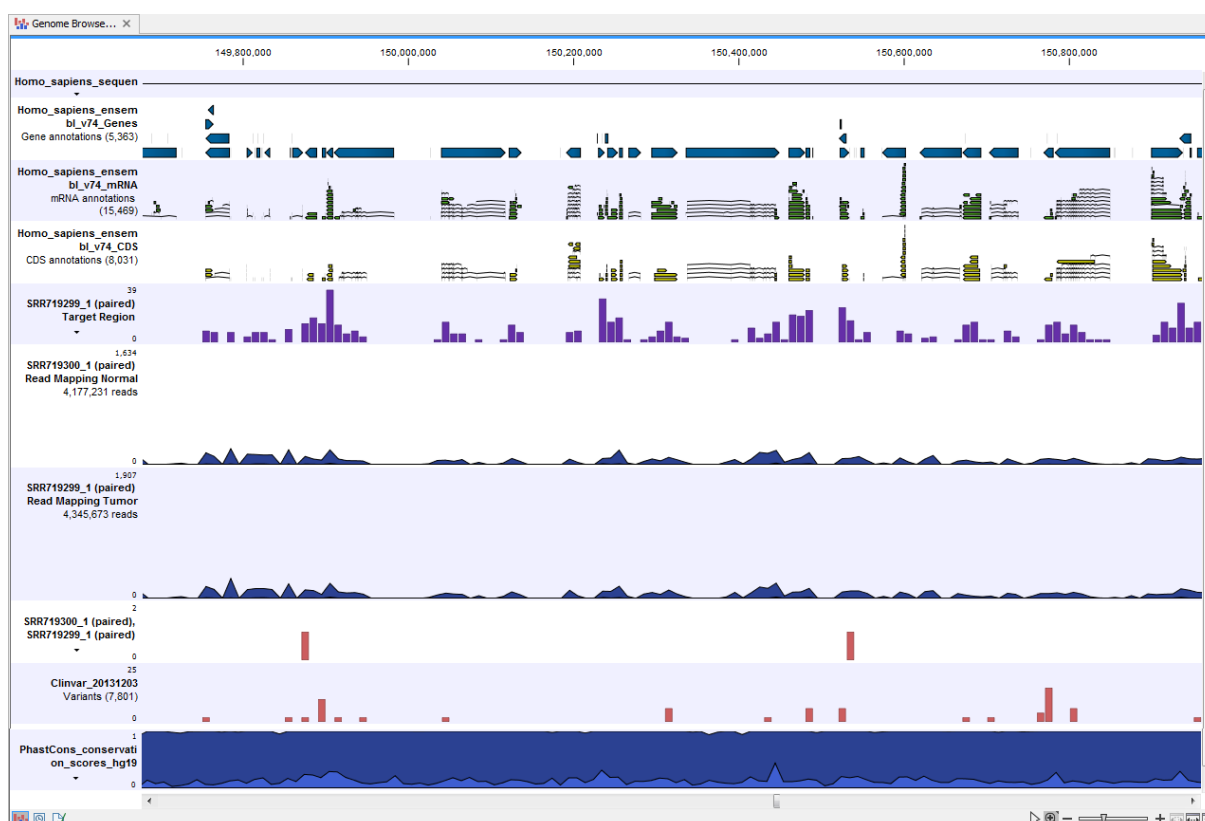 Genome Browse...
149,800,000 150,000,000 150,200,000 150,400,000 150,600,000 150,800,000
Homo_sapiens_sequen
Homo_sapiens_ensem
bl_v74_Genes
Gene annotations (5,363)
Homo_sapiens_ensem
bl_v74_mRNA
mRNA annotations
(15,469)
Homo_sapiens_ensem
bl_v74_CDS
CDS annotations (8,031)
39
SRR719299_1 (paired)
Target Region
0
1,634
SRR719300_1 (paired)
Read Mapping Normal
4,177,231 reads
0
1,907
SRR719299_1 (paired)
Read Mapping Tumor
4,345,673 reads
0
2
SRR719300_1 (paired),
SRR719299_1 (paired)
0
25
Clinvar_20131203
Variants (7,801)
0
1
PhastCons_conservati
on_scores_hg19
0